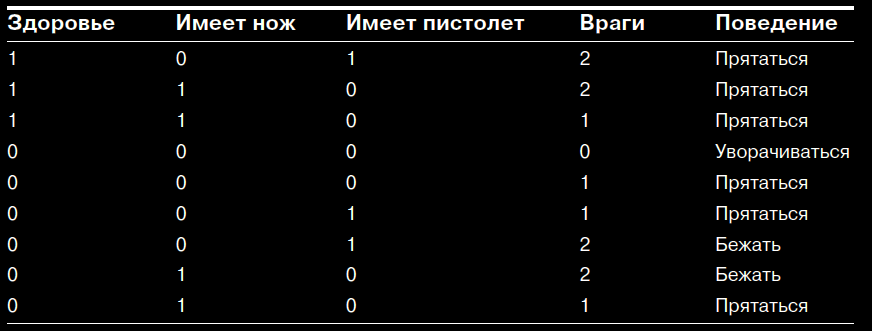 Здоровье Имеет нож Имеет пистолет Враги Поведение
1 0 1 2 Прятаться
1 1 0 2 Прятаться
1 1 0 1 Прятаться
0 0 0 0 Уворачиваться
0 0 0 1 Прятаться
0 0 1 1 Прятаться
0 0 1 2 Бежать
0 1 0 2 Бежать
0 1 0 1 Прятаться